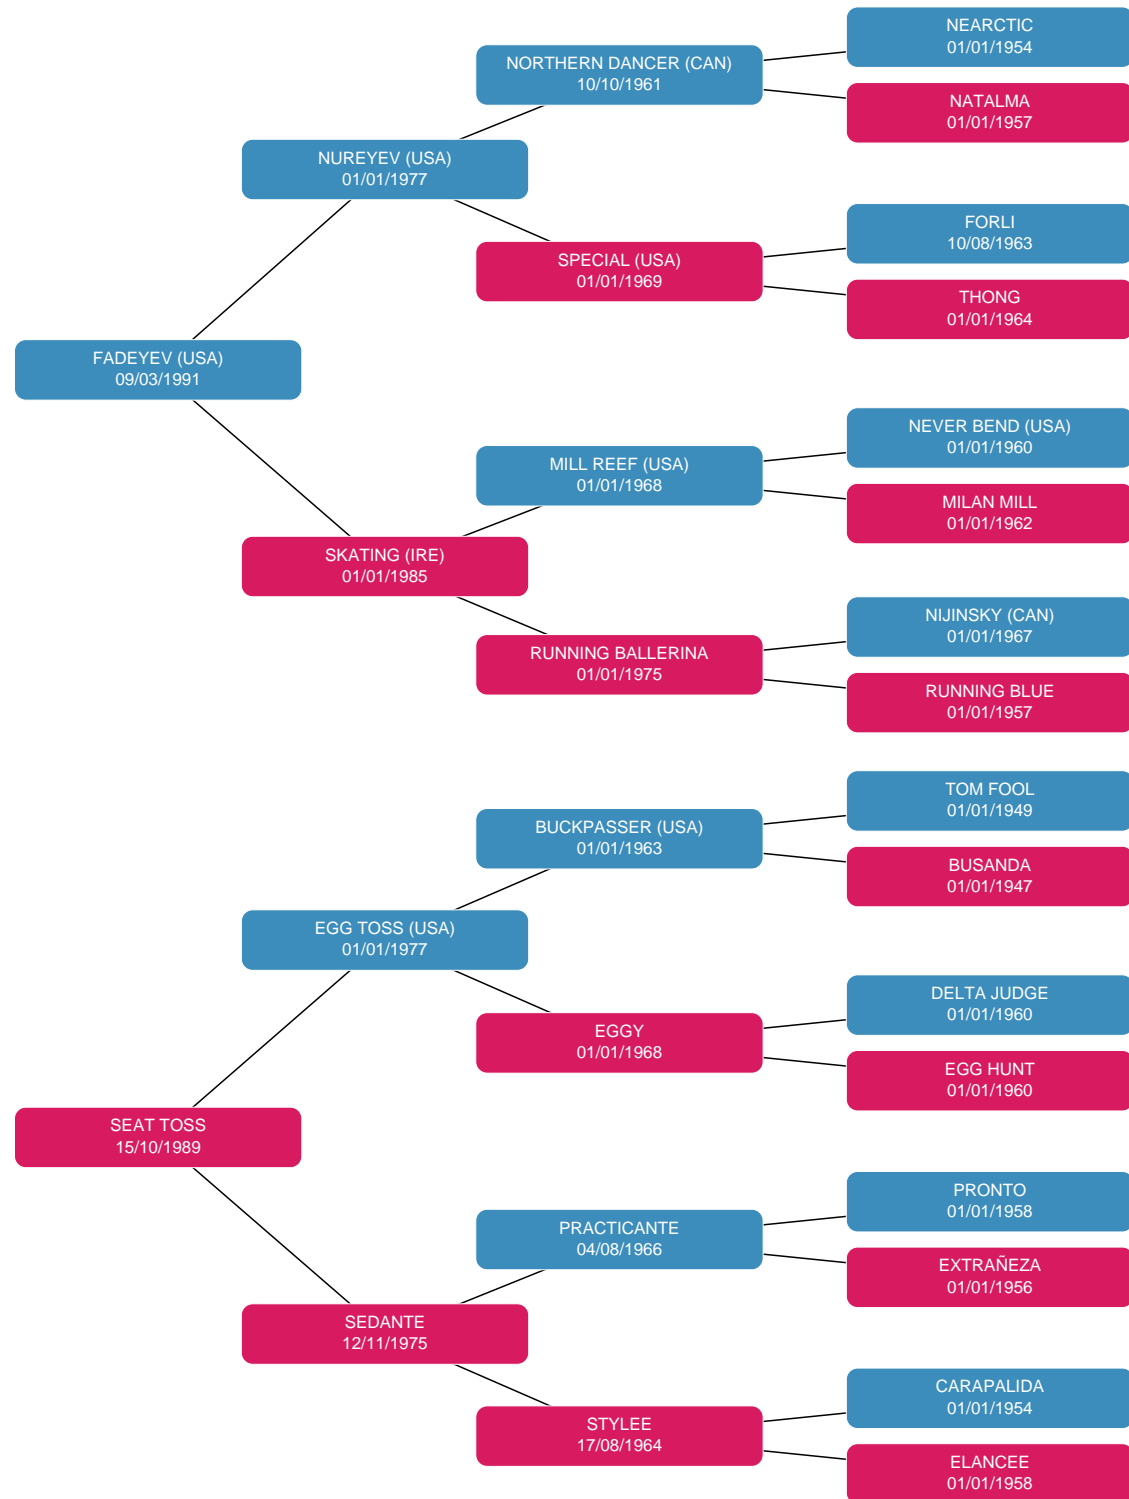 NEARCTIC
01/01/1954
NORTHERN DANCER (CAN)
10/10/1961
NATALMA
01/01/1957
NUREYEV (USA)
01/01/1977
FORLI
10/08/1963
SPECIAL (USA)
01/01/1969
THONG
01/01/1964
FADEYEV (USA)
09/03/1991
NEVER BEND (USA)
01/01/1960
MILL REEF (USA)
01/01/1968
MILAN MILL
01/01/1962
SKATING (IRE)
01/01/1985
NIJINSKY (CAN)
01/01/1967
RUNNING BALLERINA
01/01/1975
RUNNING BLUE
01/01/1957
TOM FOOL
01/01/1949
BUCKPASSER (USA)
01/01/1963
BUSANDA
01/01/1947
EGG TOSS (USA)
01/01/1977
DELTA JUDGE
01/01/1960
EGGY
01/01/1968
EGG HUNT
01/01/1960
SEAT TOSS
15/10/1989
PRONTO
01/01/1958
PRACTICANTE
04/08/1966
EXTRAÑEZA
01/01/1956
SEDANTE
12/11/1975
CARAPALIDA
01/01/1954
STYLEE
17/08/1964
ELANCEE
01/01/1958